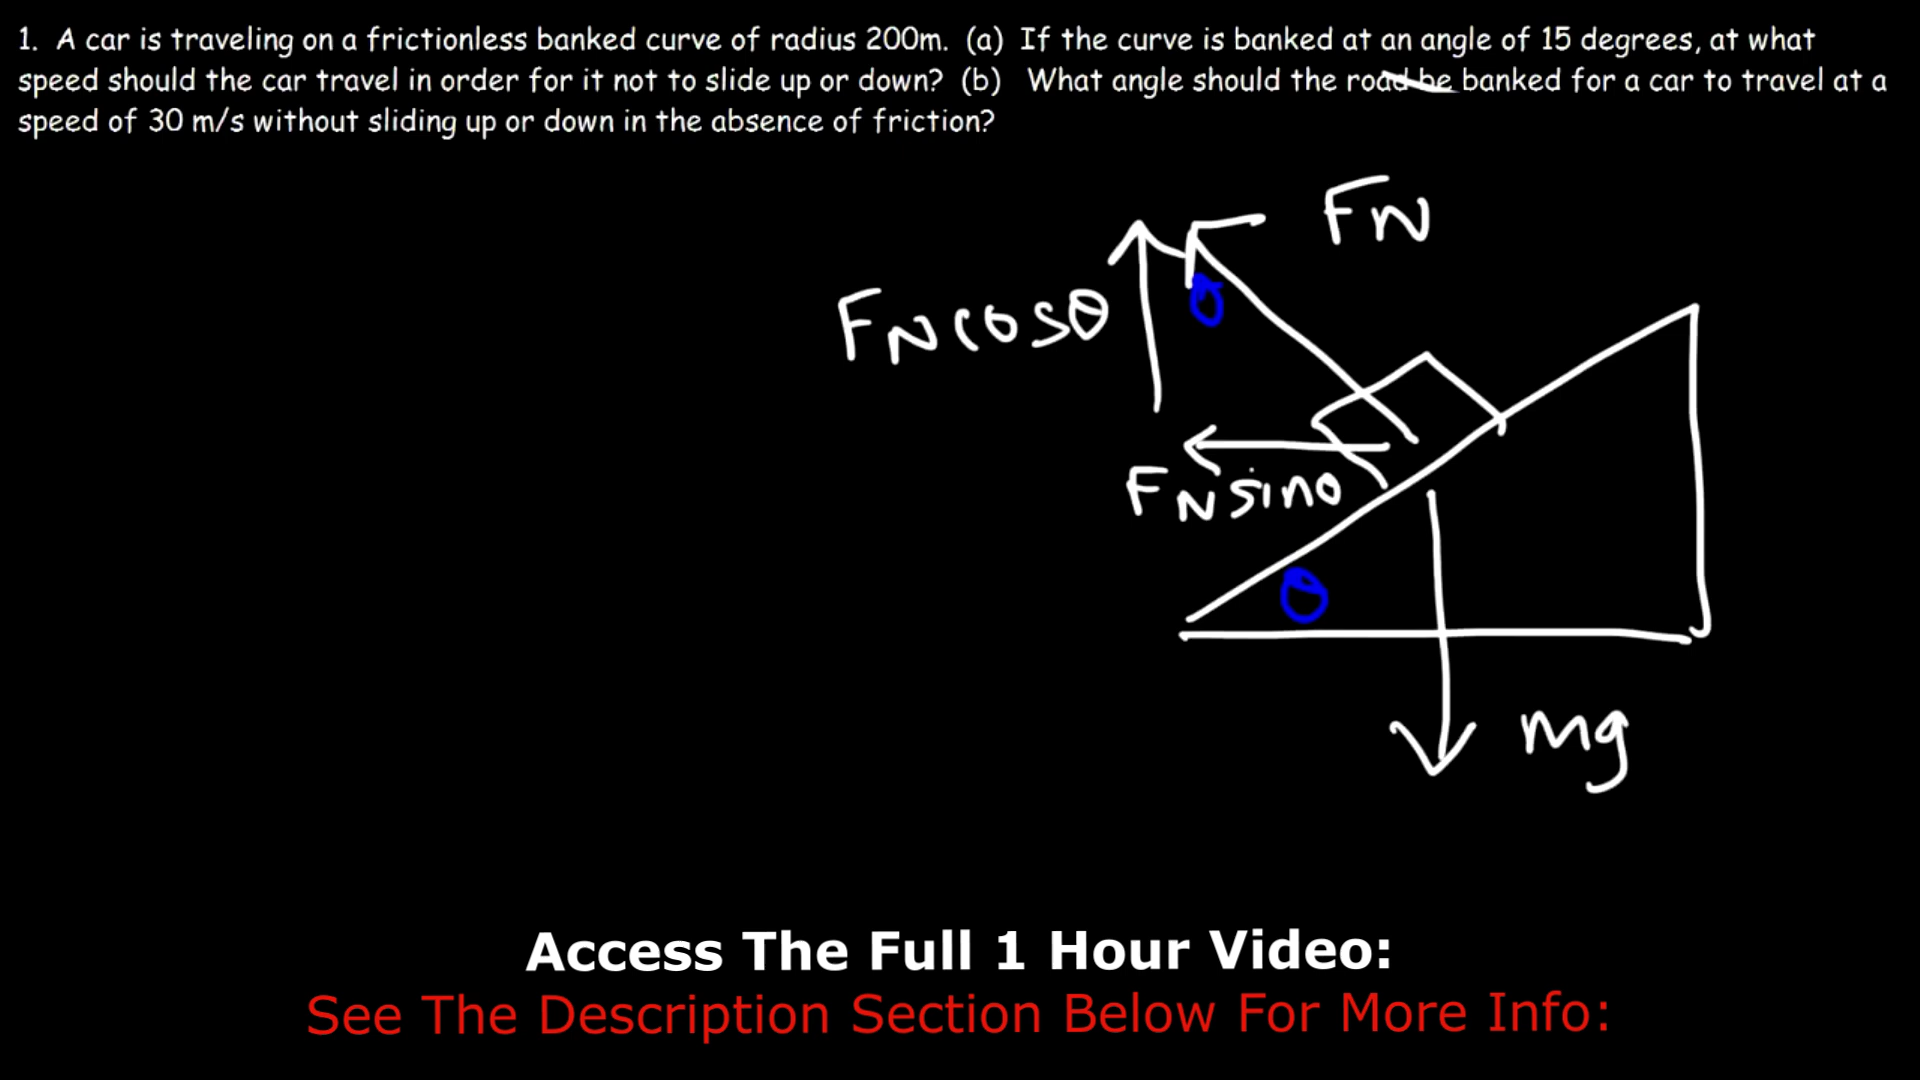 1. A car is traveling on a frictionless banked curve of radius 200m. (a) If the curve is banked at an angle of 15 degrees, at what
speed should the car travel in order for it not to slide up or down? (b) What angle should the road be banked for a car to travel at a
speed of 30 m/s without sliding up or down in the absence of friction?
FN
θ
FN cosθ
FN sinθ
θ
mg
Access The Full 1 Hour Video:
See The Description Section Below For More Info: